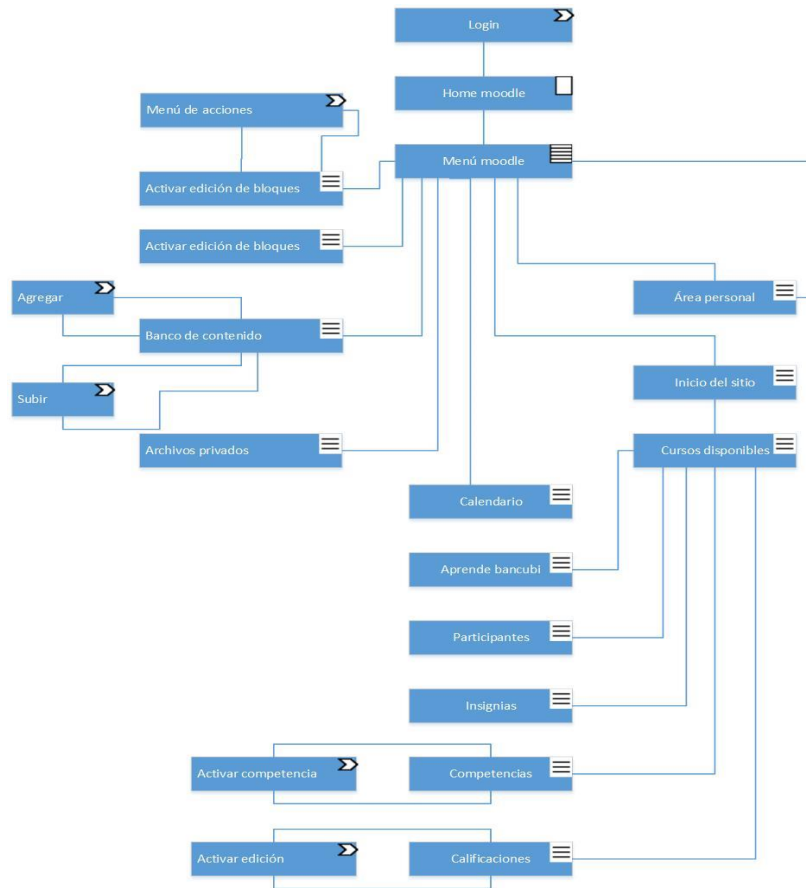 Login
Home moodle
Menú de acciones
Menú moodle
Activar edición de bloques
Activar edición de bloques
Agregar
Área personal
Banco de contenido
Inicio del sitio
Subir
Archivos privados
Cursos disponibles
Calendario
Aprende bancubi
Participantes
Insignias
Activar competencia
Competencias
Activar edición
Calificaciones